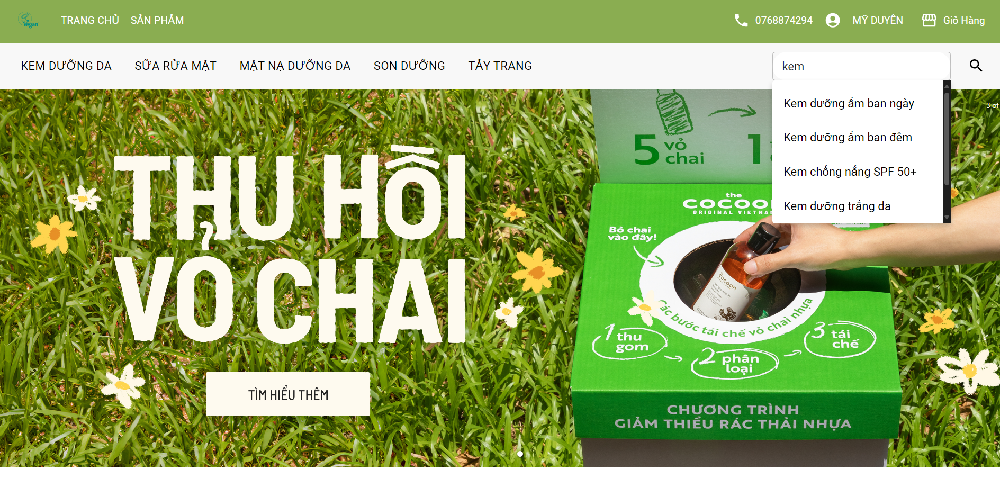 Vegan
TRANG CHỦ
SẢN PHẨM
0768874294
MỸ DUYÊN
Giỏ Hàng
KEM DƯỠNG DA
SỮA RỬA MẶT
MẶT NẠ DƯỠNG DA
SON DƯỠNG
TẨY TRANG
kem
Kem dưỡng ẩm ban ngày
Kem dưỡng ẩm ban đêm
Kem chống nắng SPF 50+
Kem dưỡng trắng da
3 of
THU HỒI
VỎ CHAI
TÌM HIỂU THÊM
5 vỏ
chai
1
the
COCOON
ORIGINAL VIETNAM
Bỏ chai
vào đây!
the
cocoon
Các bước tái chế vỏ chai nhựa
1 thu
gom
2 phân
loại
3 tái
chế
CHƯƠNG TRÌNH
GIẢM THIỂU RÁC THẢI NHỰA